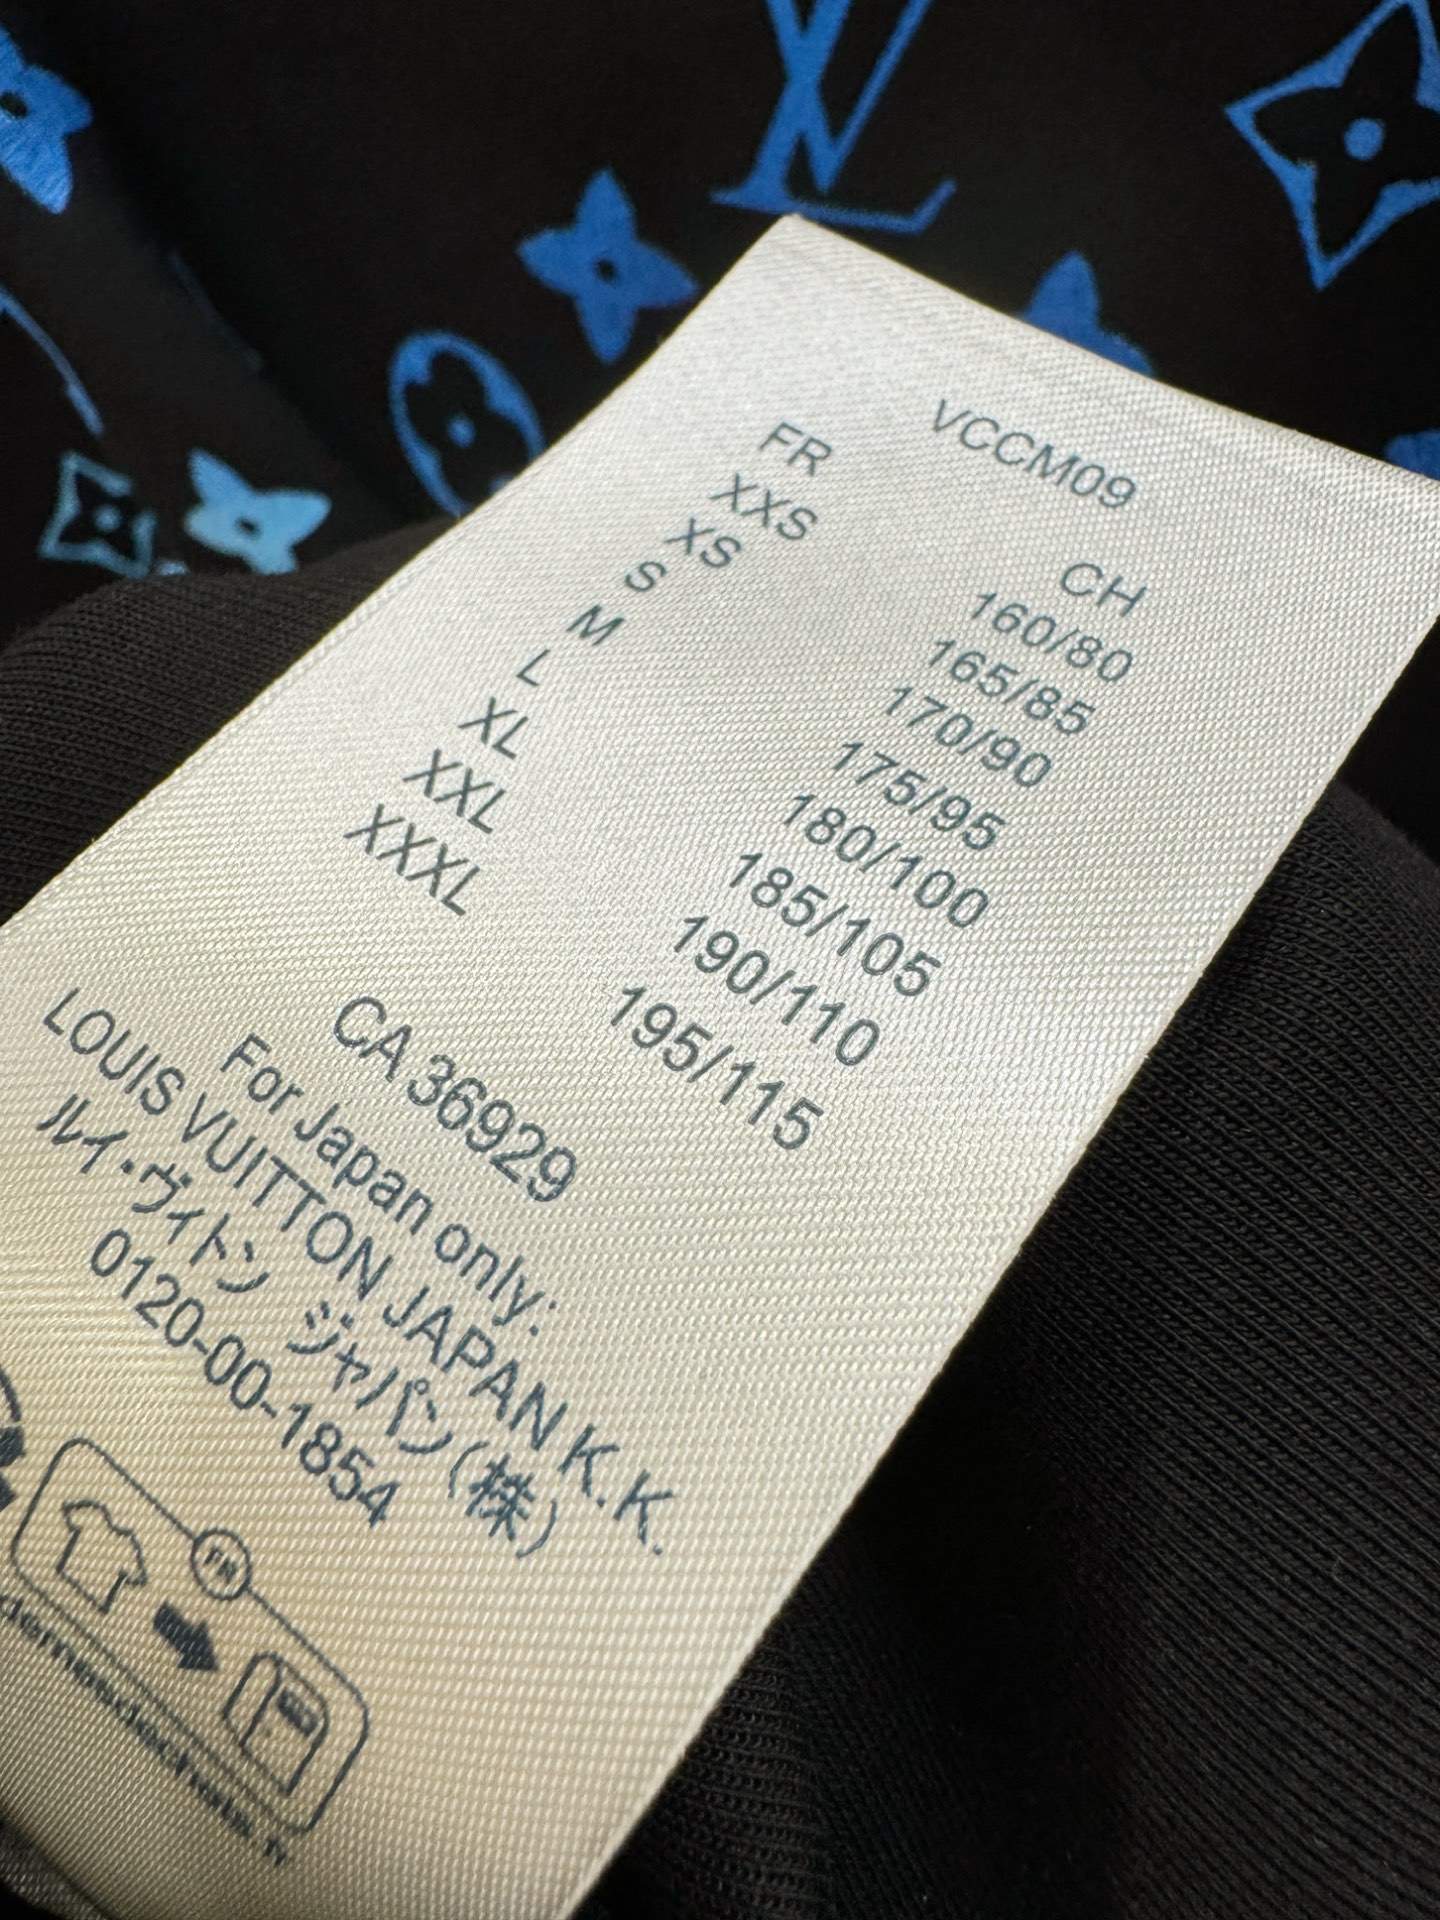 VCCM09
FR CH
XXS 160/80
XS 165/85
S 170/90
M 175/95
L 180/100
XL 185/105
XXL 190/110
XXXL 195/115
CA 36929
For Japan only:
LOUIS VUITTON JAPAN K.K.
ルイ・ヴィトン ジャパン(株)
0120-00-1854
FR
LV